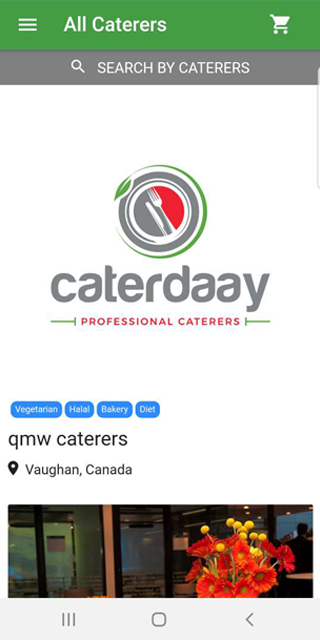 All Caterers
SEARCH BY CATERERS
caterdaay
PROFESSIONAL CATERERS
Vegetarian Halal Bakery Diet
qmw caterers
Vaughan, Canada